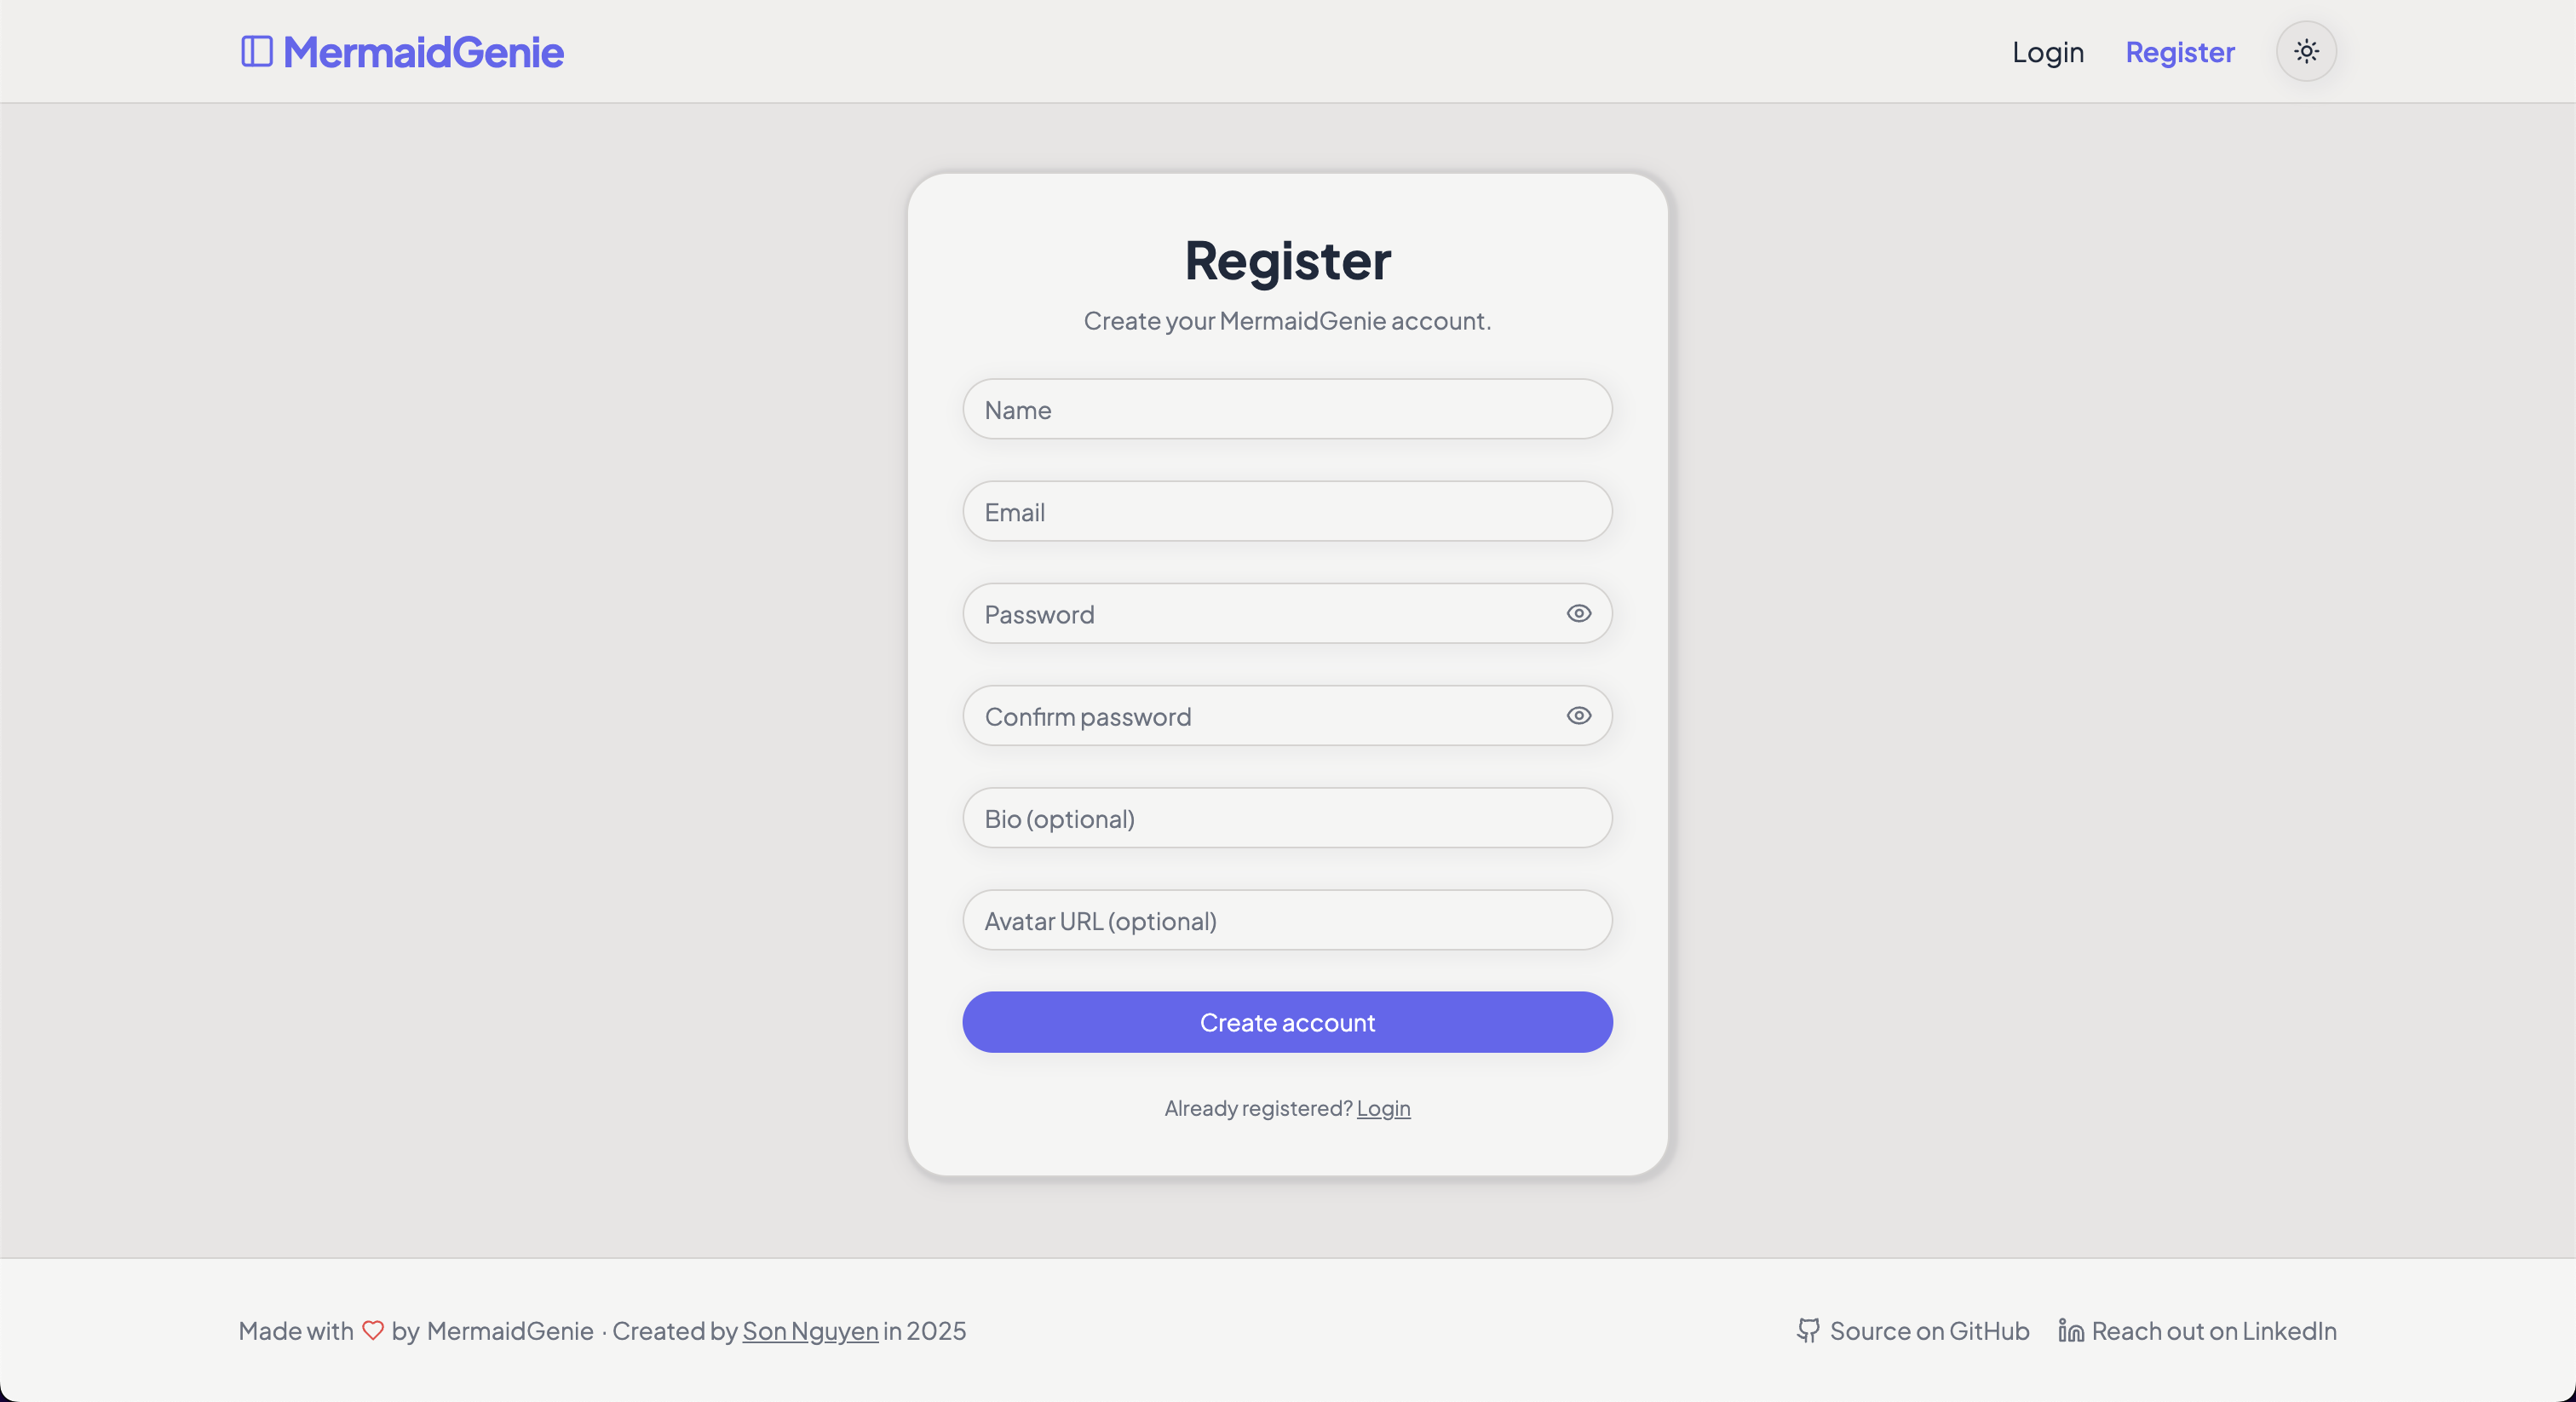 MermaidGenie
Login
Register
Register
Create your MermaidGenie account.
Name
Email
Password
Confirm password
Bio (optional)
Avatar URL (optional)
Create account
Already registered? Login
Made with by MermaidGenie · Created by Son Nguyen in 2025
Source on GitHub
Reach out on LinkedIn